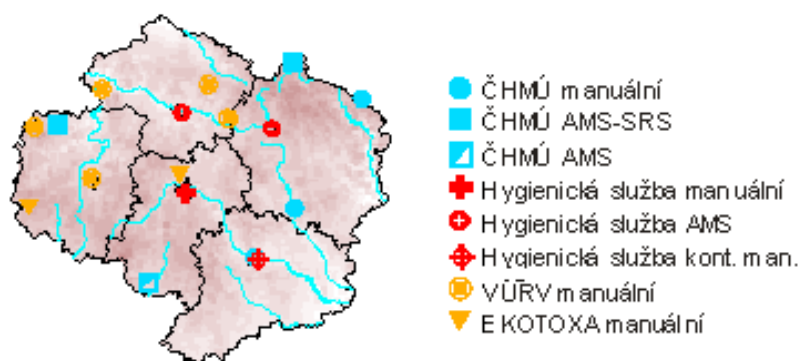 ČHMÚ manuální
ČHMÚ AMS-SRS
ČHMÚ AMS
Hygienická služba manuální
Hygienická služba AMS
Hygienická služba kont. man.
VÚRV manuální
EKOTOXA manuální